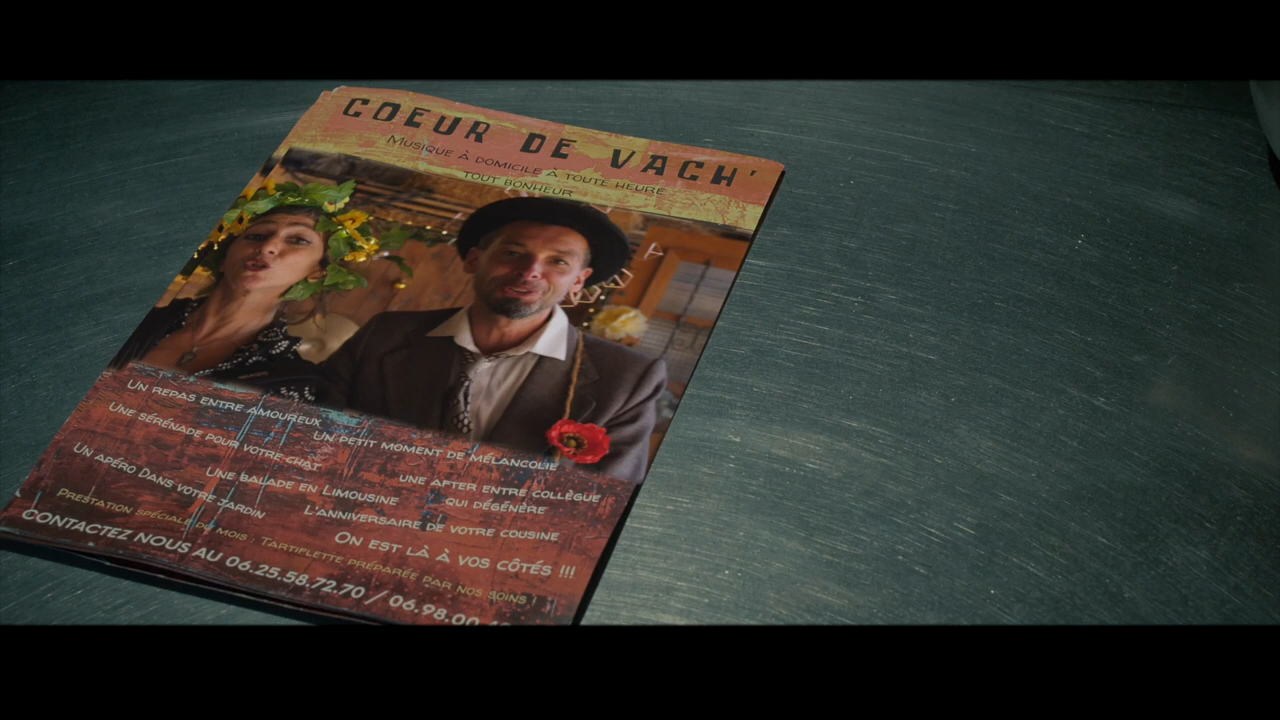 COEUR DE VACH'
MUSIQUE À DOMICILE À TOUTE HEURE
TOUT BONHEUR
UN REPAS ENTRE AMOUREUX
UN PETIT MOMENT DE MÉLANCOLIE
UNE SÉRÉNADE POUR VOTRE CHAT
UNE AFTER ENTRE COLLÈGUE
QUI DÉGÉNÈRE
UN APÉRO DANS VOTRE JARDIN
UNE BALADE EN LIMOUSINE
L'ANNIVERSAIRE DE VOTRE COUSINE
ON EST LÀ À VOS CÔTÉS !!!
PRESTATION SPÉCIALE DU MOIS : TARTIFLETTE PRÉPARÉE PAR NOS SOINS !
CONTACTEZ NOUS AU 06.25.58.72.70 / 06.98.00